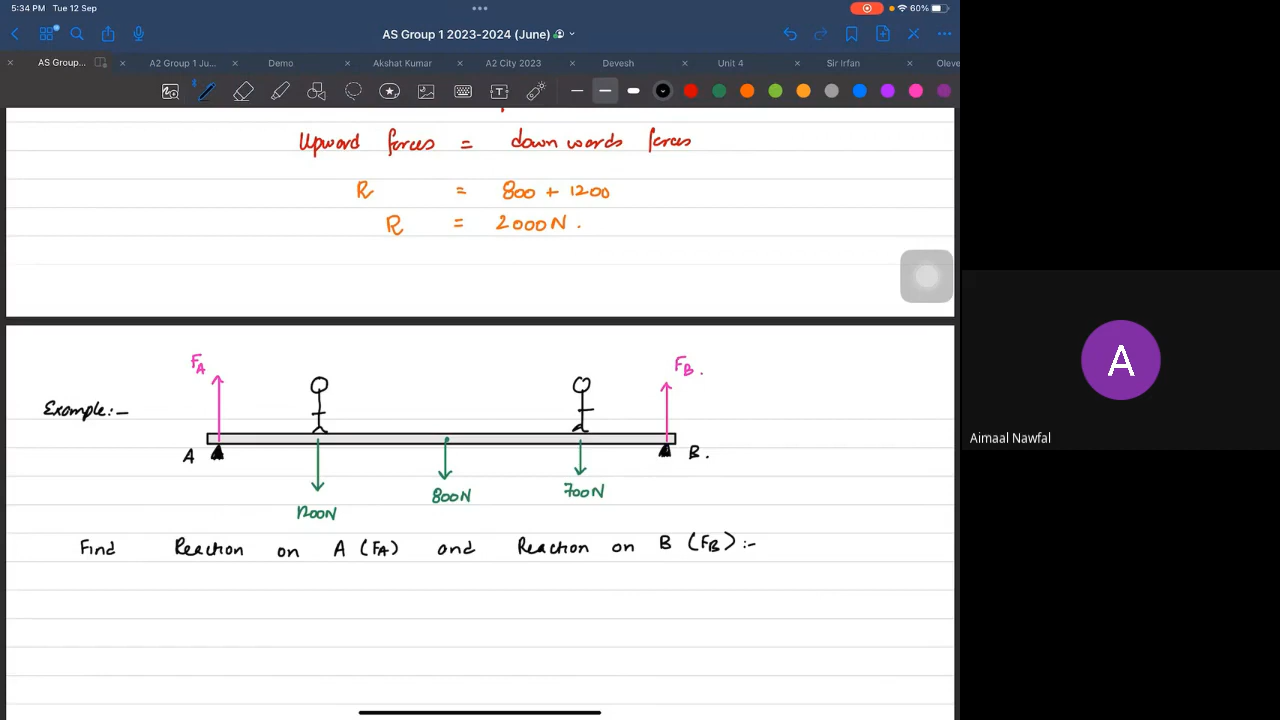 5:34 PM Tue 12 Sep
60%
AS Group 1 2023-2024 (June)
AS Group...
A2 Group 1 Ju...
Demo
Akshat Kumar
A2 City 2023
Devesh
Unit 4
Sir Irfan
Oleve
Upward forces = down words forces
R = 800 + 1200
R = 2000N.
FA
FB.
Example:-
A
B.
1200N
800N
700N
Find Reaction on A (FA) and Reaction on B (FB):-
A
Aimaal Nawfal